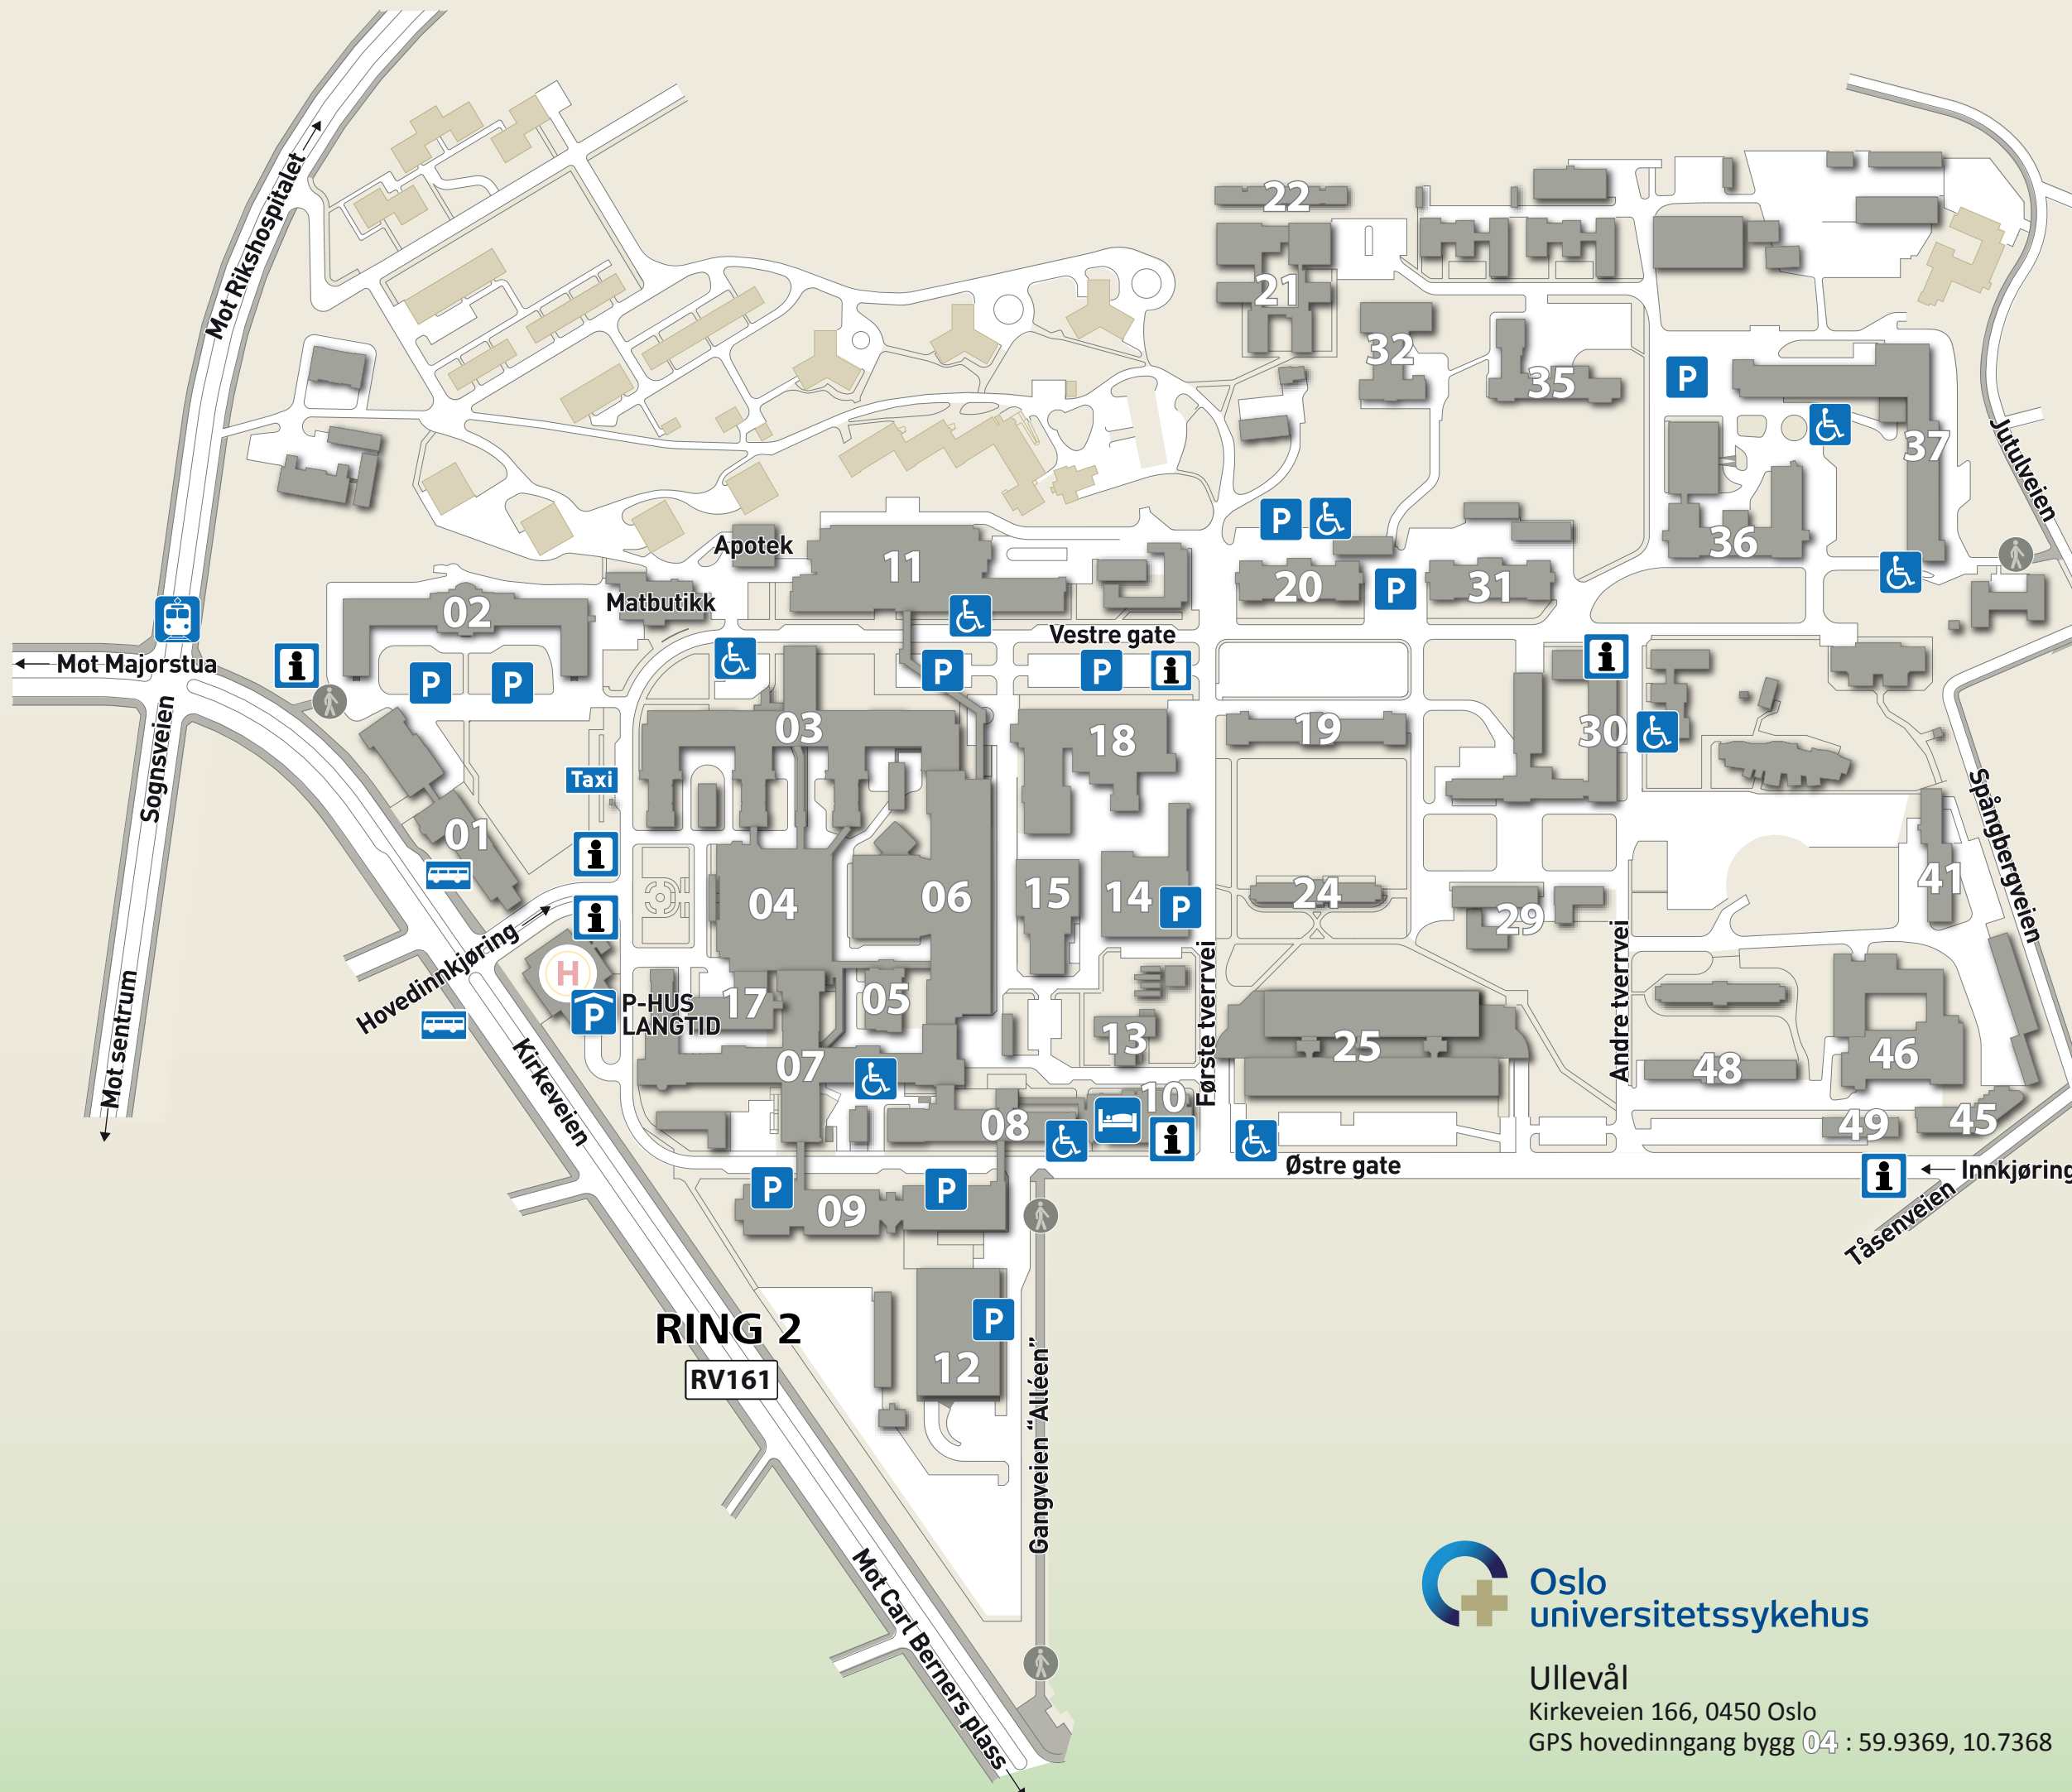 Mot Rikshospitalet
22
21
32
35
P
37
Jutulveien
P
Apotek
11
20
P
31
36
02
Matbutikk
Vestre gate
i
Mot Majorstua
i
P
P
P
P
i
Sognsveien
03
18
19
30
Taxi
Spångbergveien
01
i
04
06
15
14
P
24
29
41
i
Hovedinnkjøring
H
P
P-HUS
LANGTID
17
05
13
Første tverrvei
25
Andre tverrvei
46
48
Mot sentrum
Kirkeveien
07
10
08
i
49
45
Østre gate
i
Innkjøring
Tåsenveien
P
P
09
RING 2
RV161
P
12
Gangveien “Alléen”
Mot Carl Berners plass
Oslo
universitetssykehus
Ullevål
Kirkeveien 166, 0450 Oslo
GPS hovedinngang bygg 04 : 59.9369, 10.7368